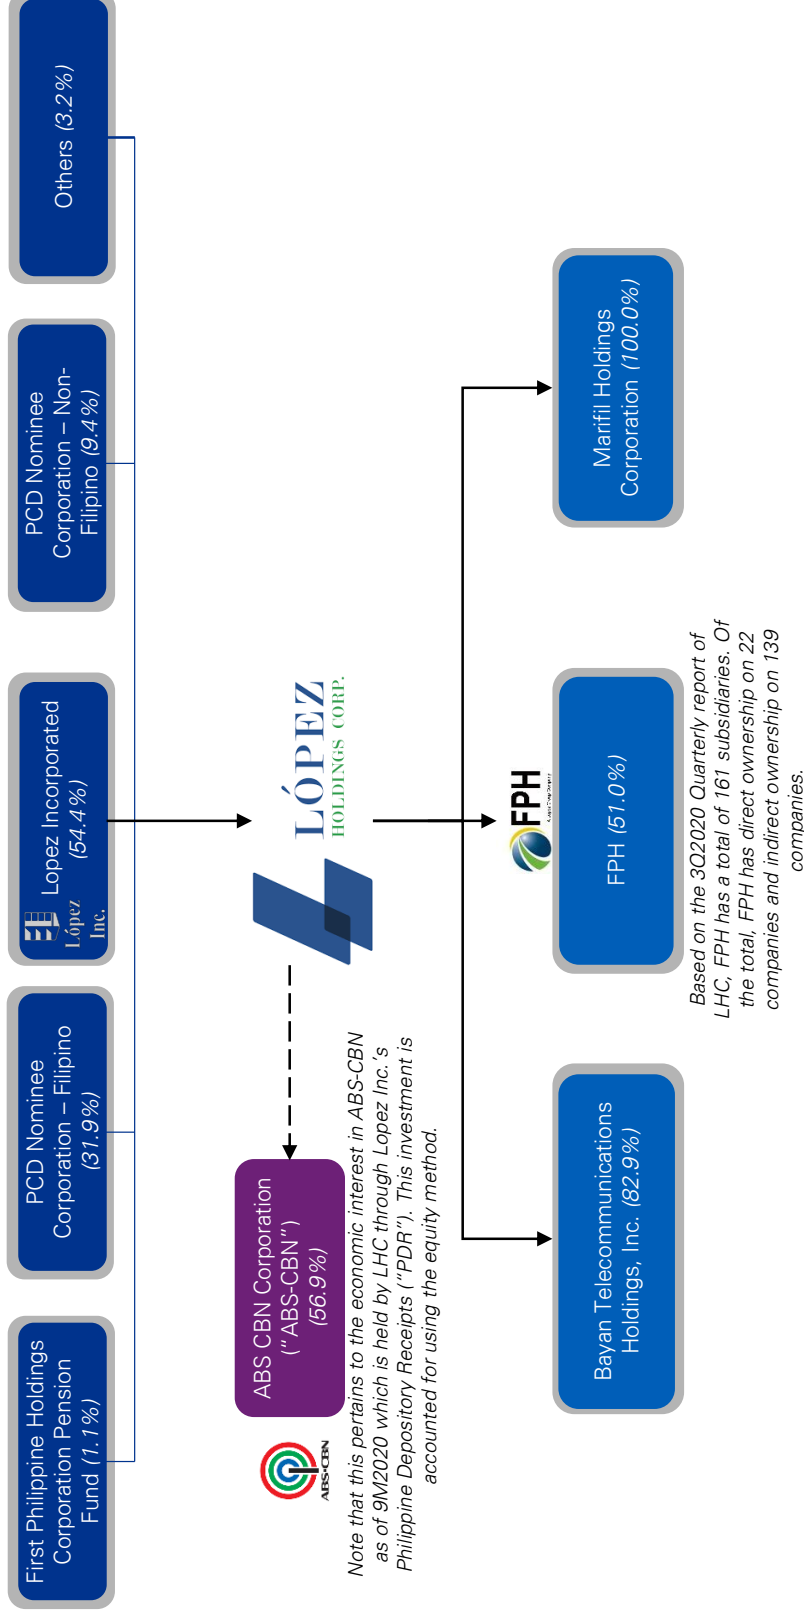 First Philippine Holdings
Corporation Pension
Fund (1.1%)
PCD Nominee
Corporation – Filipino
(31.9%)
López
Inc.
Lopez Incorporated
(54.4%)
PCD Nominee
Corporation – Non-
Filipino (9.4%)
Others (3.2%)
ABS-CBN
ABS CBN Corporation
("ABS-CBN")
(56.9%)
LÓPEZ
HOLDINGS CORP.
Note that this pertains to the economic interest in ABS-CBN
as of 9M2020 which is held by LHC through Lopez Inc.'s
Philippine Depository Receipts ("PDR"). This investment is
accounted for using the equity method.
FPH
Bayan Telecommunications
Holdings, Inc. (82.9%)
FPH (51.0%)
Marifil Holdings
Corporation (100.0%)
Based on the 3Q2020 Quarterly report of
LHC, FPH has a total of 161 subsidiaries. Of
the total, FPH has direct ownership on 22
companies and indirect ownership on 139
companies.